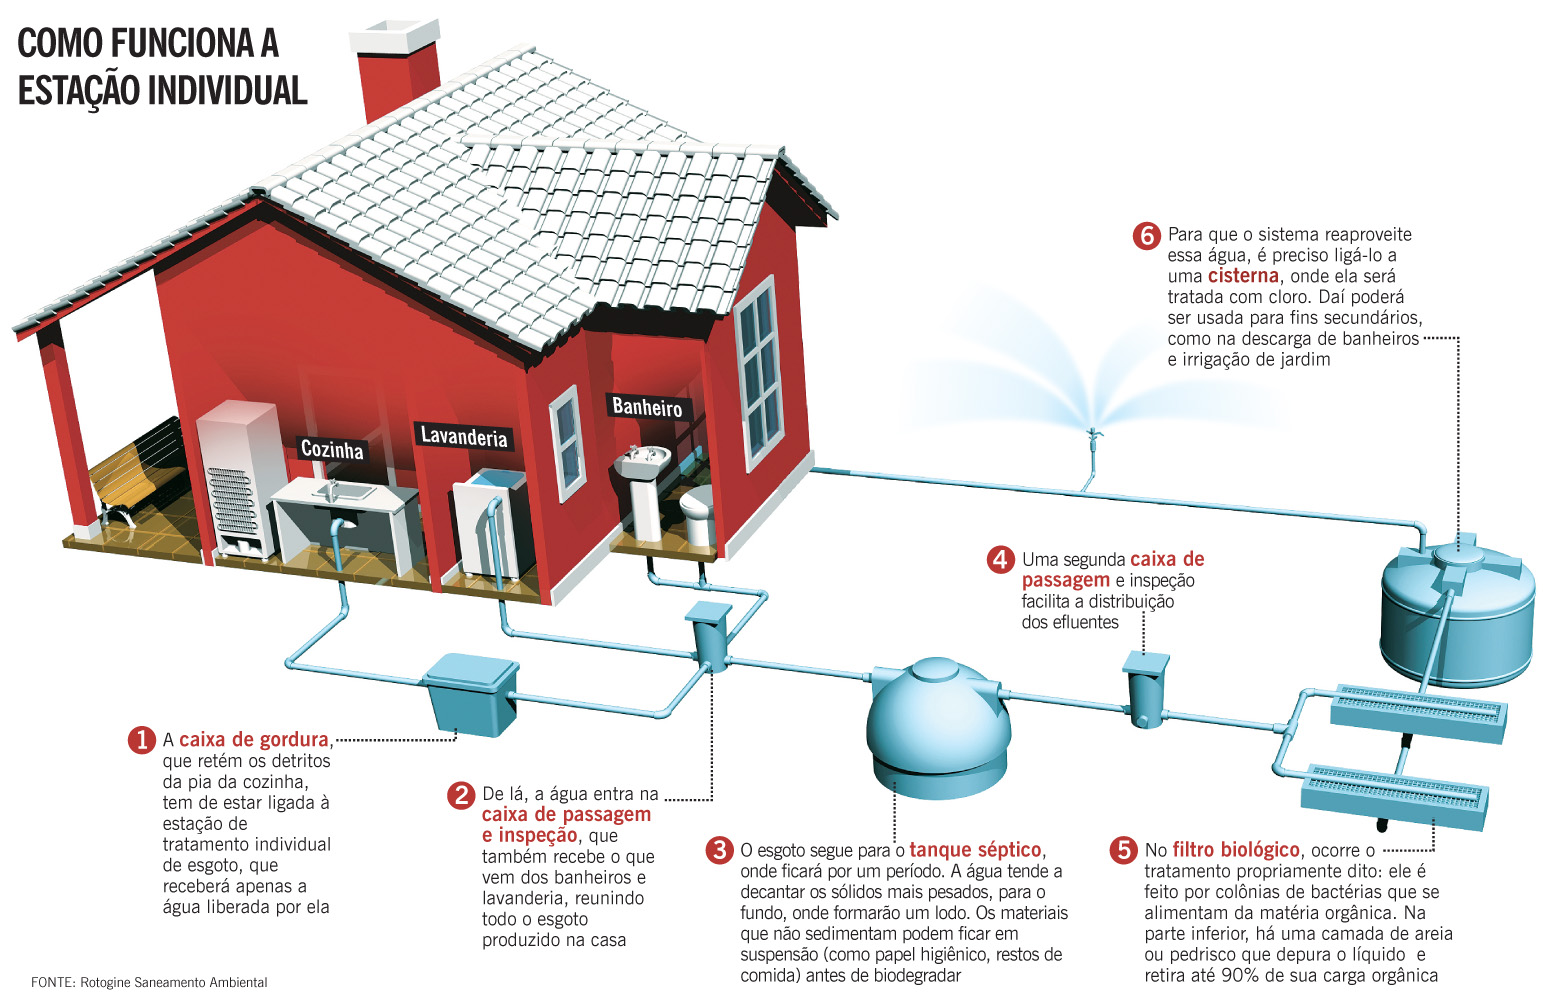 COMO FUNCIONA A
ESTAÇÃO INDIVIDUAL
Cozinha
Lavanderia
Banheiro
1 A caixa de gordura,
que retém os detritos
da pia da cozinha,
tem de estar ligada à
estação de
tratamento individual
de esgoto, que
receberá apenas a
água liberada por ela
2 De lá, a água entra na
caixa de passagem
e inspeção, que
também recebe o que
vem dos banheiros e
lavanderia, reunindo
todo o esgoto
produzido na casa
3 O esgoto segue para o tanque séptico,
onde ficará por um período. A água tende a
decantar os sólidos mais pesados, para o
fundo, onde formarão um lodo. Os materiais
que não sedimentam podem ficar em
suspensão (como papel higiênico, restos de
comida) antes de biodegradar
4 Uma segunda caixa de
passagem e inspeção
facilita a distribuição
dos efluentes
5 No filtro biológico, ocorre o
tratamento propriamente dito: ele é
feito por colônias de bactérias que se
alimentam da matéria orgânica. Na
parte inferior, há uma camada de areia
ou pedrisco que depura o líquido e
retira até 90% de sua carga orgânica
6 Para que o sistema reaproveite
essa água, é preciso ligá-lo a
uma cisterna, onde ela será
tratada com cloro. Daí poderá
ser usada para fins secundários,
como na descarga de banheiros
e irrigação de jardim
FONTE: Rotogine Saneamento Ambiental